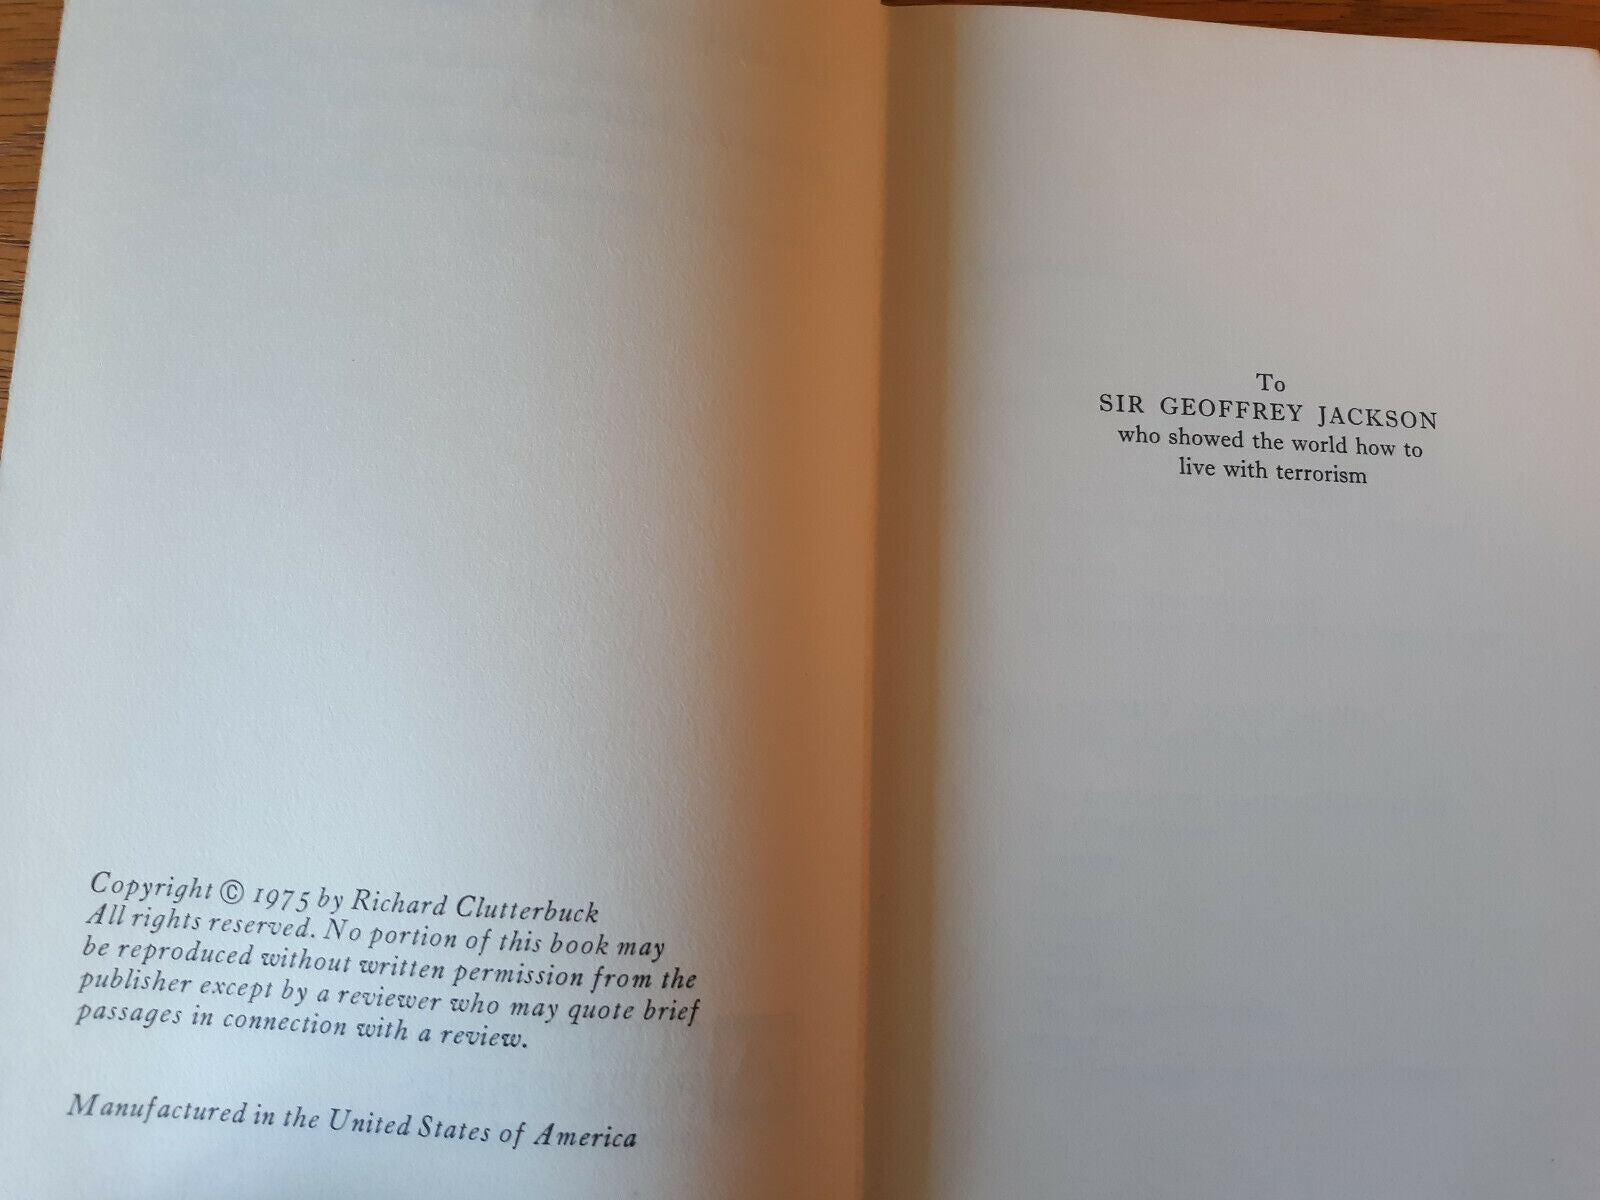 Copyright © 1975 by Richard Clutterbuck
All rights reserved. No portion of this book may
be reproduced without written permission from the
publisher except by a reviewer who may quote brief
passages in connection with a review.
Manufactured in the United States of America
To
SIR GEOFFREY JACKSON
who showed the world how to
live with terrorism